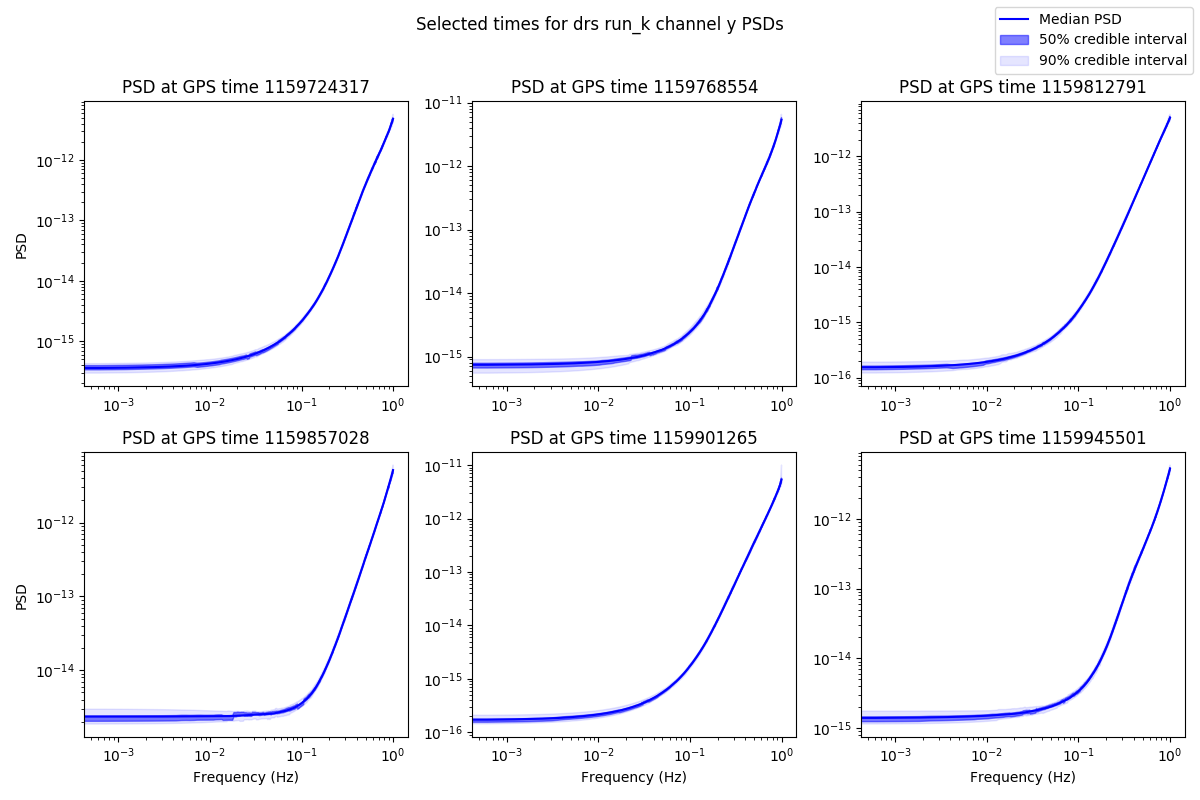 Selected times for drs run_k channel y PSDs
Median PSD
50% credible interval
90% credible interval
PSD at GPS time 1159724317
PSD at GPS time 1159768554
PSD at GPS time 1159812791
PSD
10⁻¹²
10⁻¹³
10⁻¹⁴
10⁻¹⁵
10⁻³ 10⁻² 10⁻¹ 10⁰
10⁻¹¹
10⁻¹²
10⁻¹³
10⁻¹⁴
10⁻¹⁵
10⁻³ 10⁻² 10⁻¹ 10⁰
10⁻¹²
10⁻¹³
10⁻¹⁴
10⁻¹⁵
10⁻¹⁶
10⁻³ 10⁻² 10⁻¹ 10⁰
PSD at GPS time 1159857028
PSD at GPS time 1159901265
PSD at GPS time 1159945501
PSD
10⁻¹²
10⁻¹³
10⁻¹⁴
10⁻³ 10⁻² 10⁻¹ 10⁰
Frequency (Hz)
10⁻¹¹
10⁻¹²
10⁻¹³
10⁻¹⁴
10⁻¹⁵
10⁻¹⁶
10⁻³ 10⁻² 10⁻¹ 10⁰
Frequency (Hz)
10⁻¹²
10⁻¹³
10⁻¹⁴
10⁻¹⁵
10⁻³ 10⁻² 10⁻¹ 10⁰
Frequency (Hz)